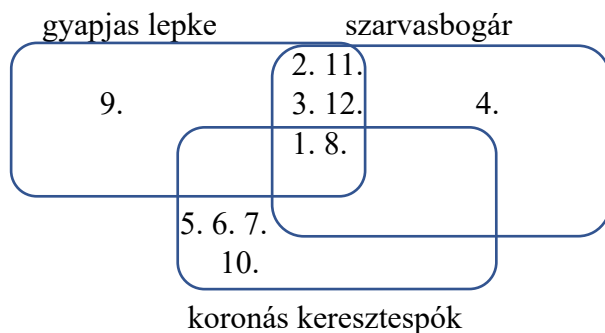 gyapjas lepke
szarvasbogár
2. 11.
9.
3. 12.
4.
1. 8.
5. 6. 7.
10.
koronás keresztespók